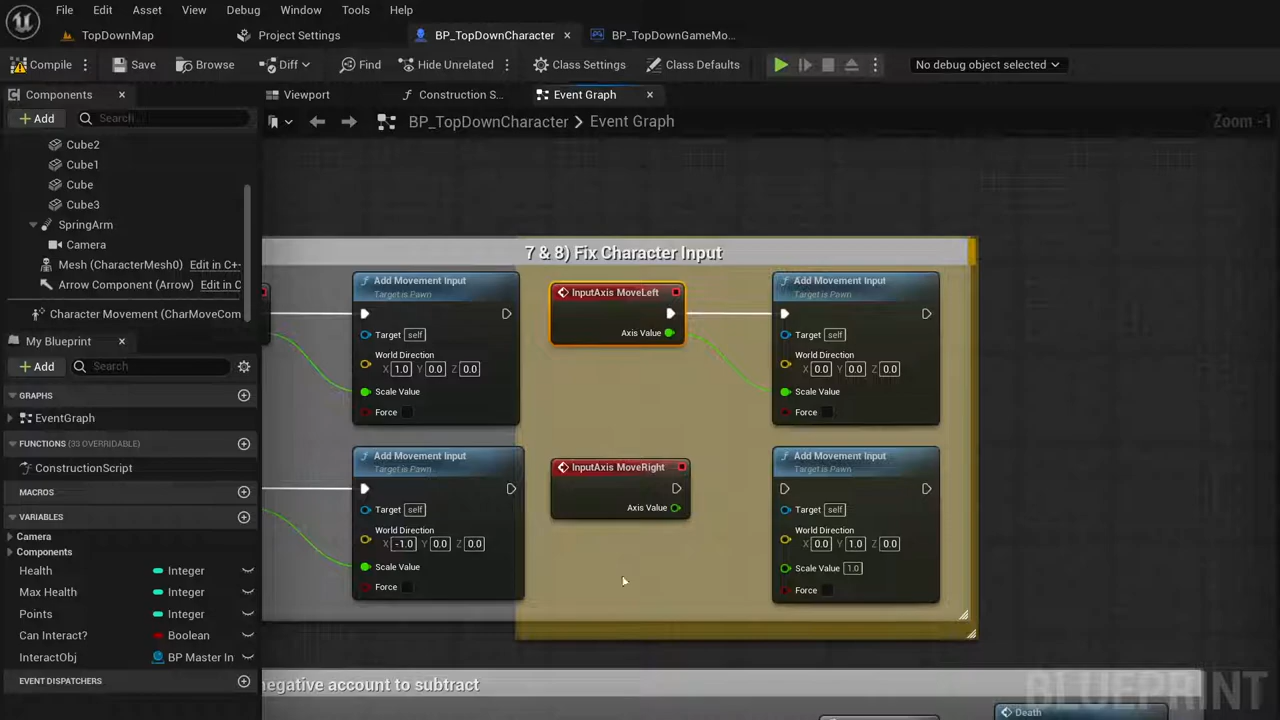 File Edit Asset View Debug Window Tools Help
TopDownMap Project Settings BP_TopDownCharacter BP_TopDownGameMo...
Compile Save Browse Diff Find Hide Unrelated Class Settings Class Defaults No debug object selected
Components Viewport Construction S... Event Graph
Add Search BP_TopDownCharacter > Event Graph Zoom -1
Cube2
Cube1
Cube
Cube3
SpringArm
Camera
Mesh (CharacterMesh0) Edit in C+
Arrow Component (Arrow) Edit in C
Character Movement (CharMoveCom
My Blueprint
Add Search
GRAPHS
EventGraph
FUNCTIONS (33 OVERRIDABLE)
ConstructionScript
MACROS
VARIABLES
Camera
Components
Health Integer
Max Health Integer
Points Integer
Can Interact? Boolean
InteractObj BP Master In
EVENT DISPATCHERS
7 & 8) Fix Character Input
Add Movement Input
Target is Pawn
Target self
World Direction
X 1.0 Y 0.0 Z 0.0
Scale Value
Force
InputAxis MoveLeft
Axis Value
Add Movement Input
Target is Pawn
Target self
World Direction
X 0.0 Y 0.0 Z 0.0
Scale Value
Force
Add Movement Input
Target is Pawn
Target self
World Direction
X -1.0 Y 0.0 Z 0.0
Scale Value
Force
InputAxis MoveRight
Axis Value
Add Movement Input
Target is Pawn
Target self
World Direction
X 0.0 Y 1.0 Z 0.0
Scale Value 1.0
Force
negative account to subtract
Death
BLUEPRINT